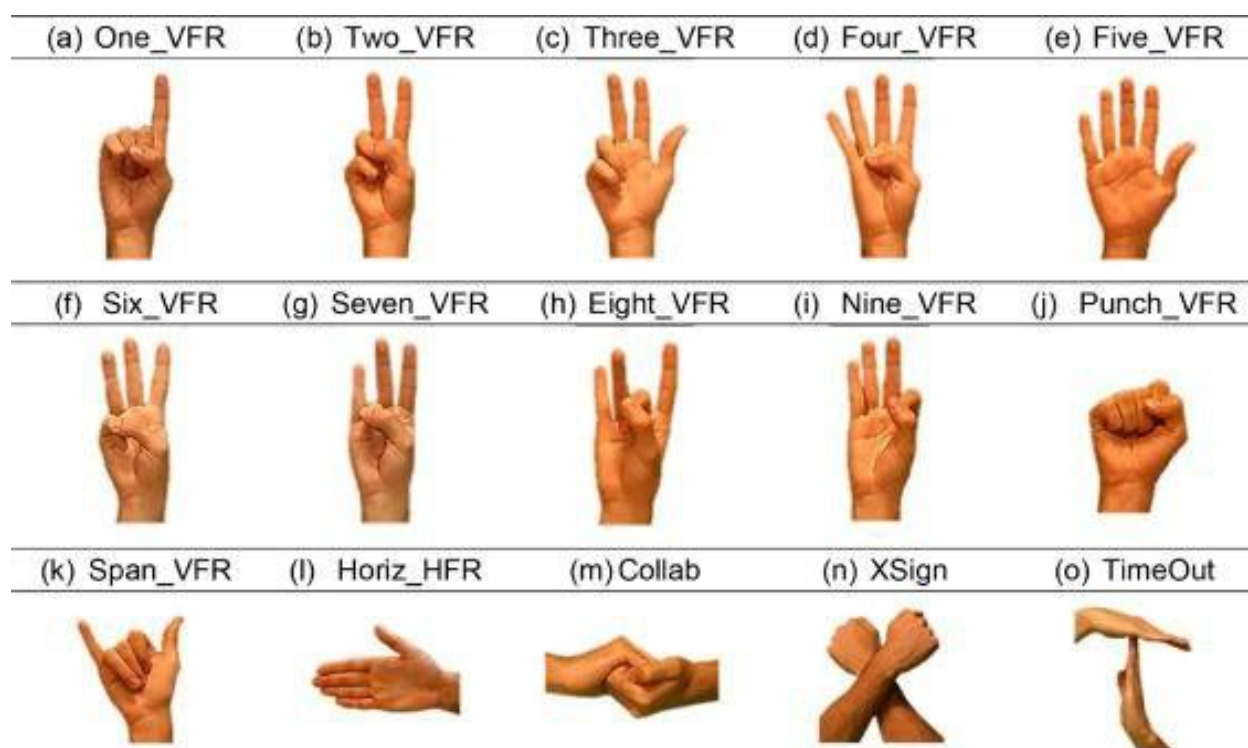 (a) One_VFR (b) Two_VFR (c) Three_VFR (d) Four_VFR (e) Five_VFR
(f) Six_VFR (g) Seven_VFR (h) Eight_VFR (i) Nine_VFR (j) Punch_VFR
(k) Span_VFR (l) Horiz_HFR (m) Collab (n) XSign (o) TimeOut